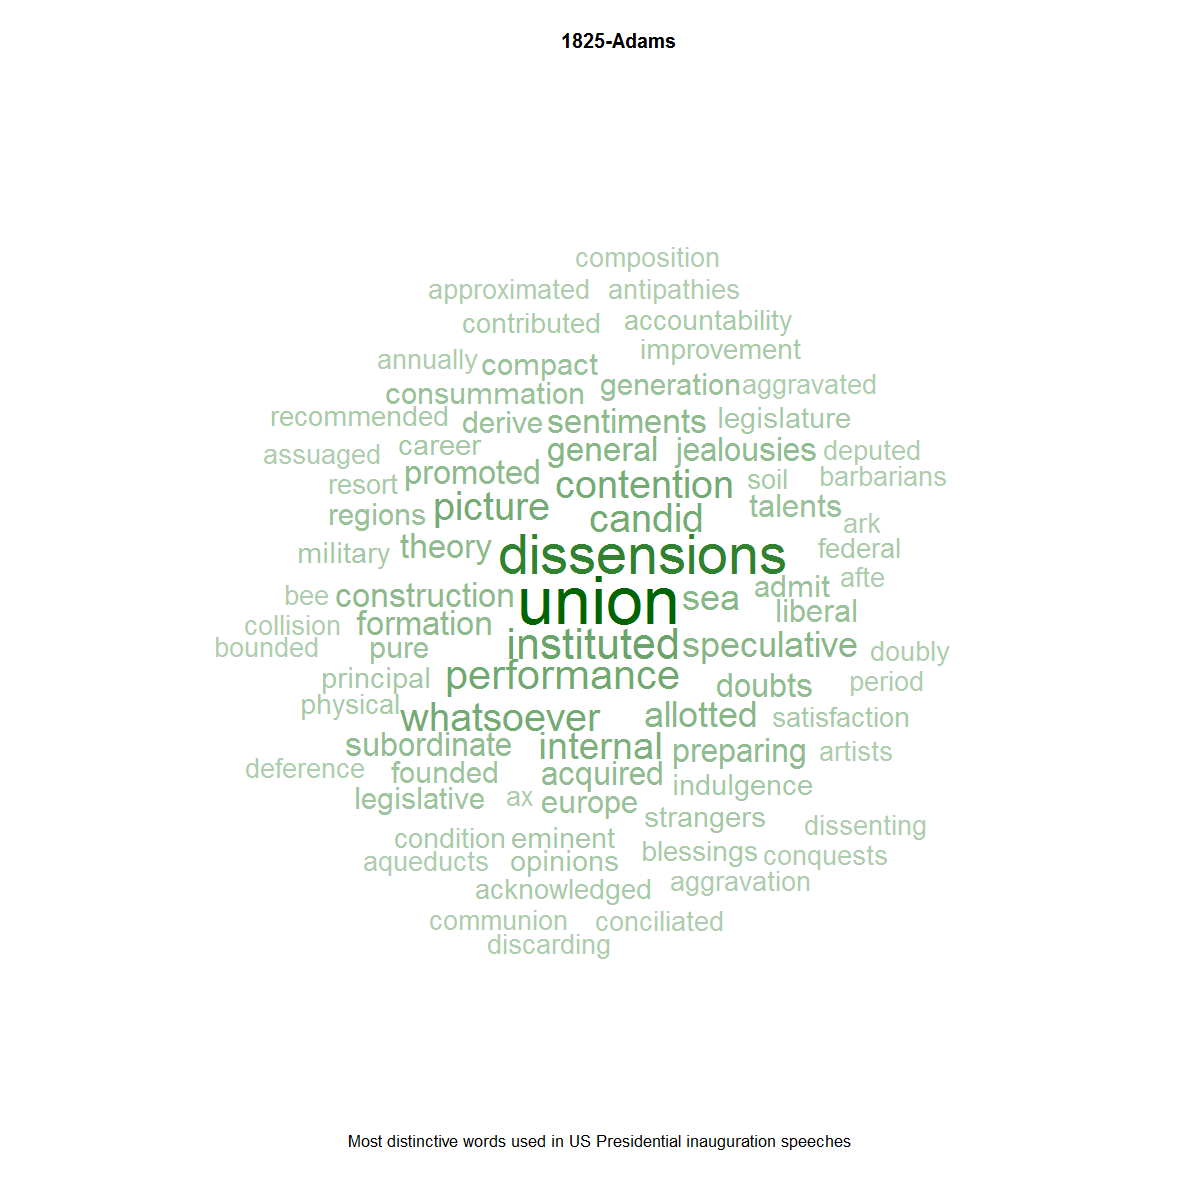 1825-Adams
composition
approximated antipathies
contributed accountability
improvement
annually compact
consummation generation aggravated
recommended derive sentiments legislature
assuaged career general jealousies deputed
resort promoted contention soil barbarians
regions picture candid talents ark
military theory dissensions federal
bee construction union sea admit afte
collision formation liberal
bounded pure instituted speculative doubly
principal performance doubts period
physical whatsoever allotted satisfaction
subordinate internal preparing artists
deference founded acquired indulgence
legislative ax europe
strangers dissenting
condition eminent
aqueducts opinions blessings conquests
acknowledged aggravation
communion conciliated
discarding
Most distinctive words used in US Presidential inauguration speeches